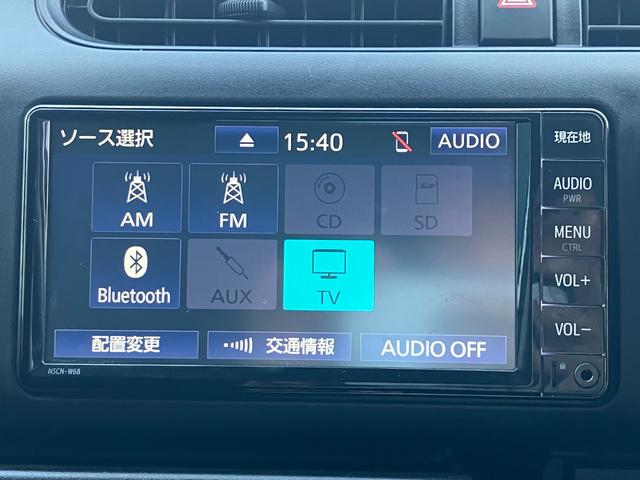 ソース選択
15:40
AUDIO
AM
FM
CD
SD
Bluetooth
AUX
TV
配置変更
交通情報
AUDIO OFF
NSCN-W68
現在地
AUDIO
PWR
MENU
CTRL
VOL+
VOL−